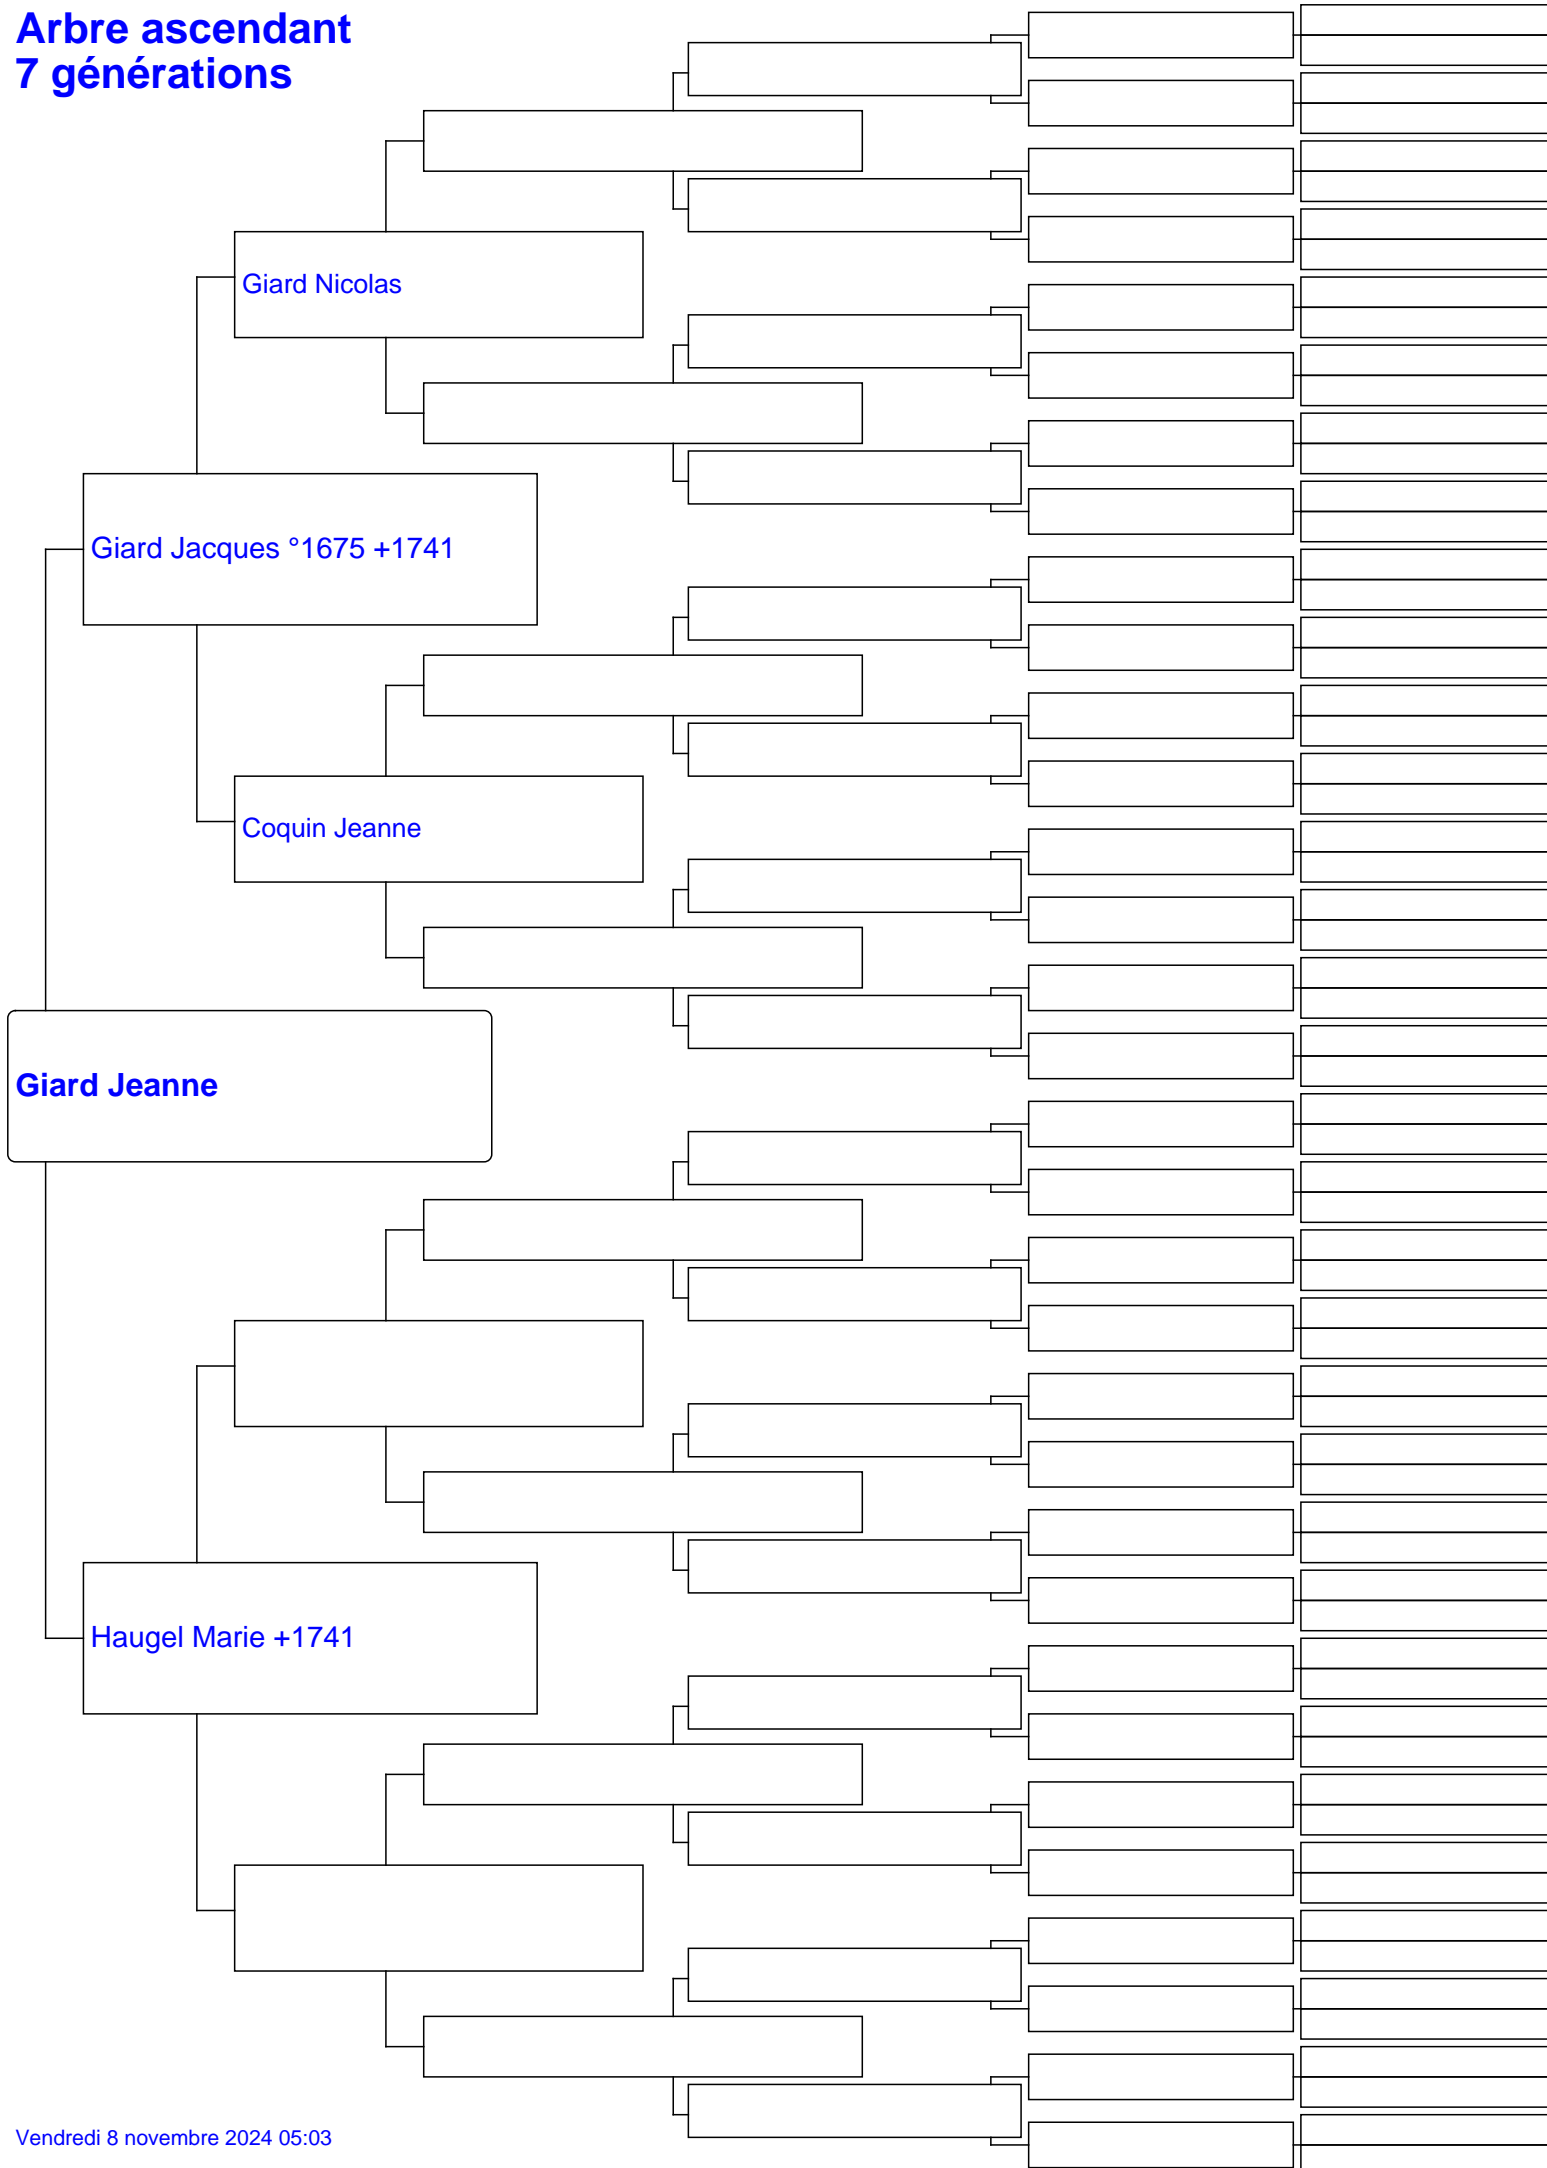 Arbre ascendant
7 générations
Giard Nicolas
Giard Jacques °1675 +1741
Coquin Jeanne
Giard Jeanne
Haugel Marie +1741
Vendredi 8 novembre 2024 05:03